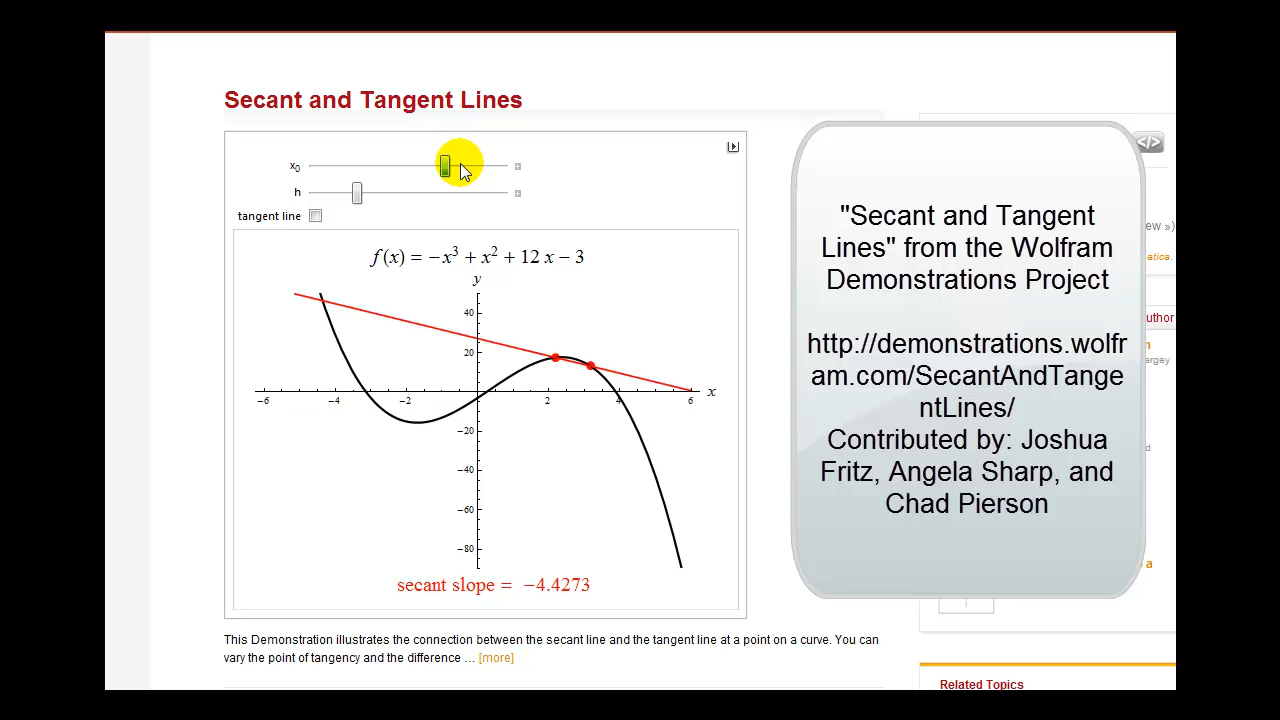 Secant and Tangent Lines
x₀
h
tangent line
f(x) = −x³ + x² + 12 x − 3
y
40
20
x
−6 −4 −2 2 4 6
−20
−40
−60
−80
secant slope = −4.4273
This Demonstration illustrates the connection between the secant line and the tangent line at a point on a curve. You can
vary the point of tangency and the difference ... [more]
"Secant and Tangent
Lines" from the Wolfram
Demonstrations Project
http://demonstrations.wolfr
am.com/SecantAndTange
ntLines/
Contributed by: Joshua
Fritz, Angela Sharp, and
Chad Pierson
</>
ew »)
atica.
uthor
n
argey
d
s a
Related Topics